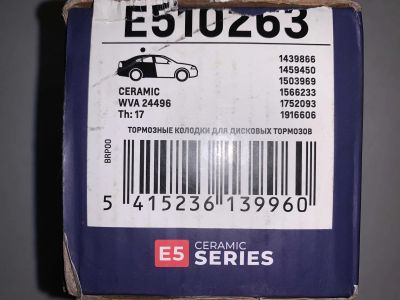 E510263
1439866
1459450
1503969
1566233
1752093
1916606
CERAMIC
WVA 24496
Th: 17
ТОРМОЗНЫЕ КОЛОДКИ ДЛЯ ДИСКОВЫХ ТОРМОЗОВ
BRP00
5 415236 139960
E5 CERAMIC
SERIES